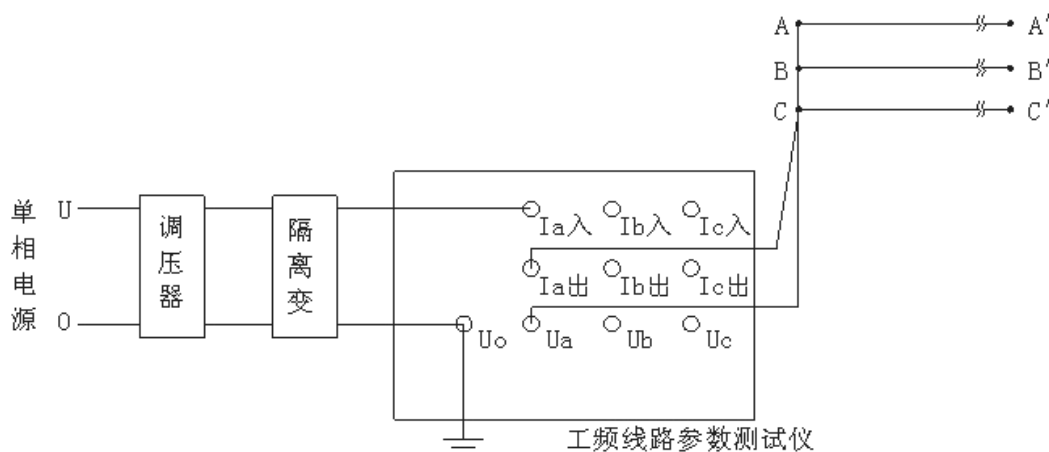 A A′
B B′
C C′
单相电源
U
O
调压器
隔离变
Ia入 Ib入 Ic入
Ia出 Ib出 Ic出
Uo Ua Ub Uc
工频线路参数测试仪